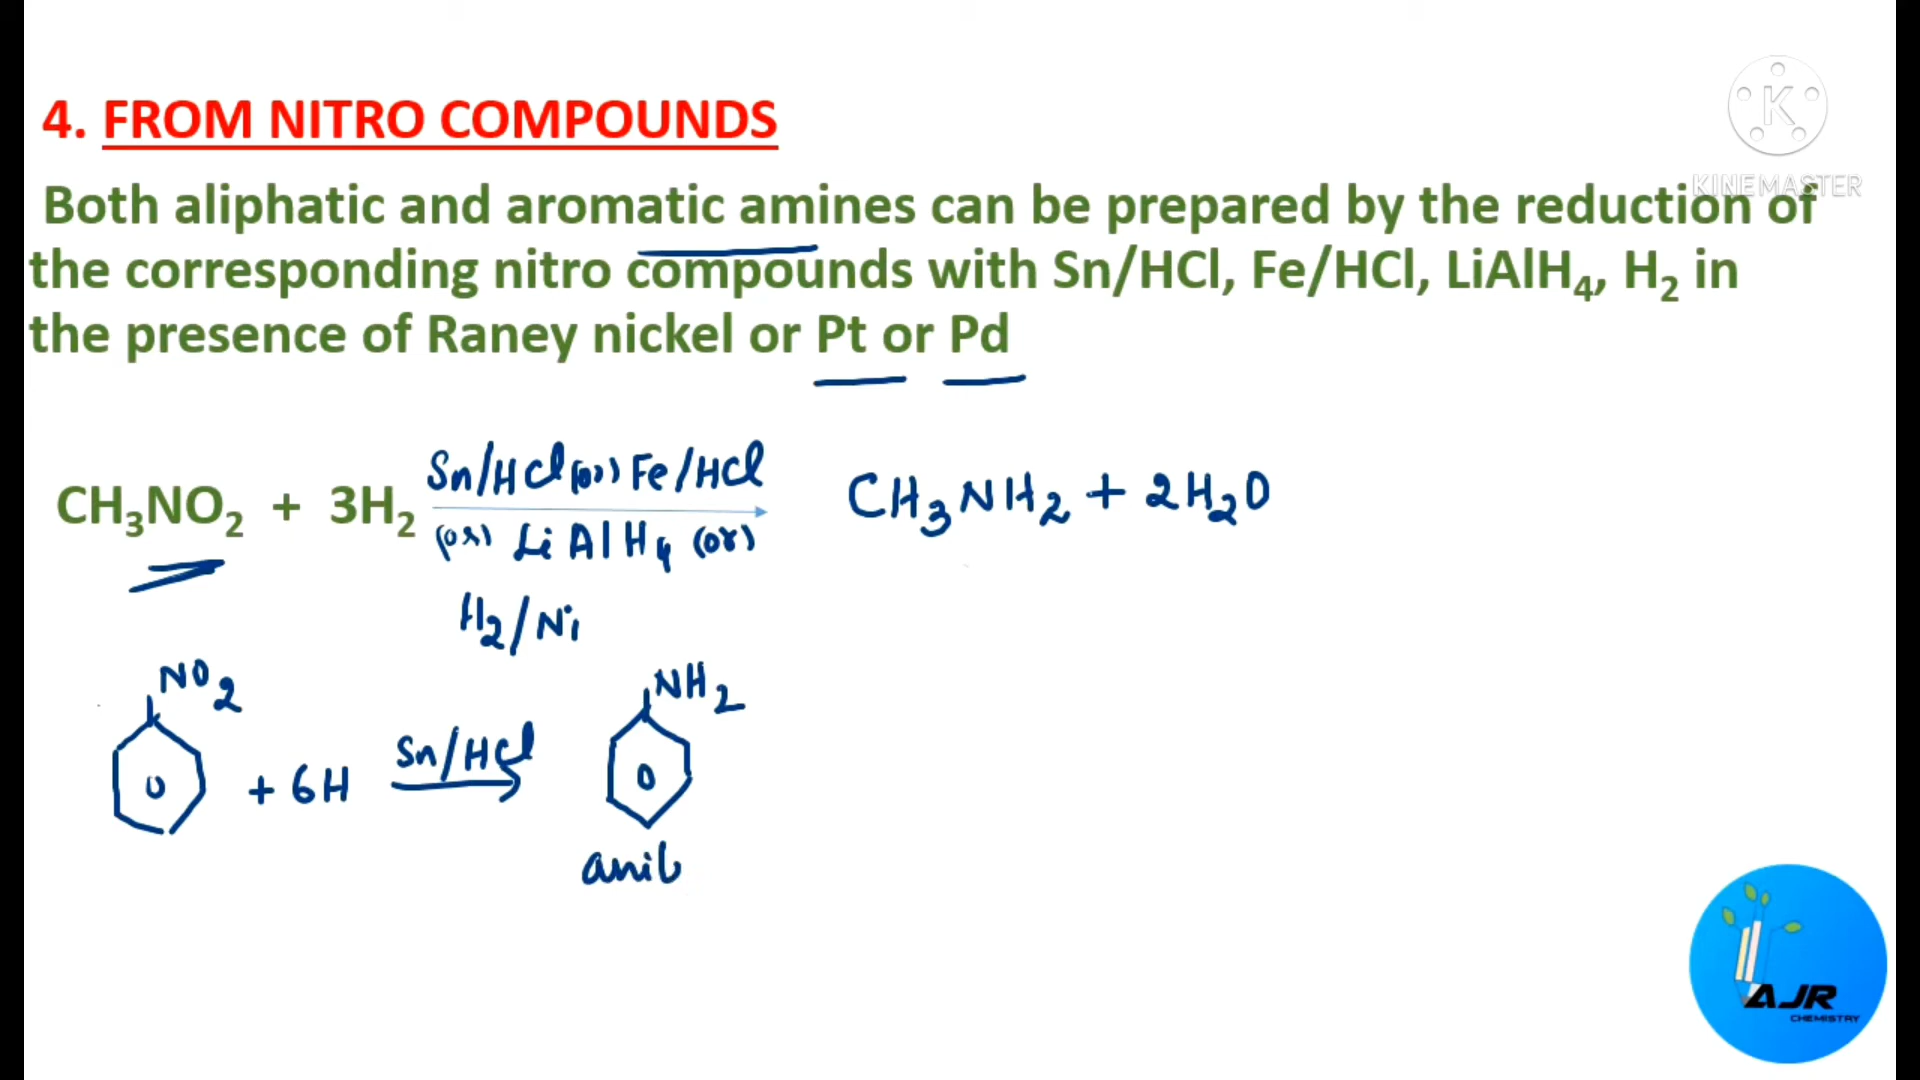 4. FROM NITRO COMPOUNDS
Both aliphatic and aromatic amines can be prepared by the reduction of
the corresponding nitro compounds with Sn/HCl, Fe/HCl, LiAlH₄, H₂ in
the presence of Raney nickel or Pt or Pd
Sn/HCl (or) Fe/HCl
CH₃NO₂ + 3H₂ CH₃NH₂ + 2H₂O
(or) LiAlH₄ (or)
H₂/Ni
NO₂ NH₂
+ 6H Sn/HCl
anil
K
KINEMASTER
AJR
CHEMISTRY